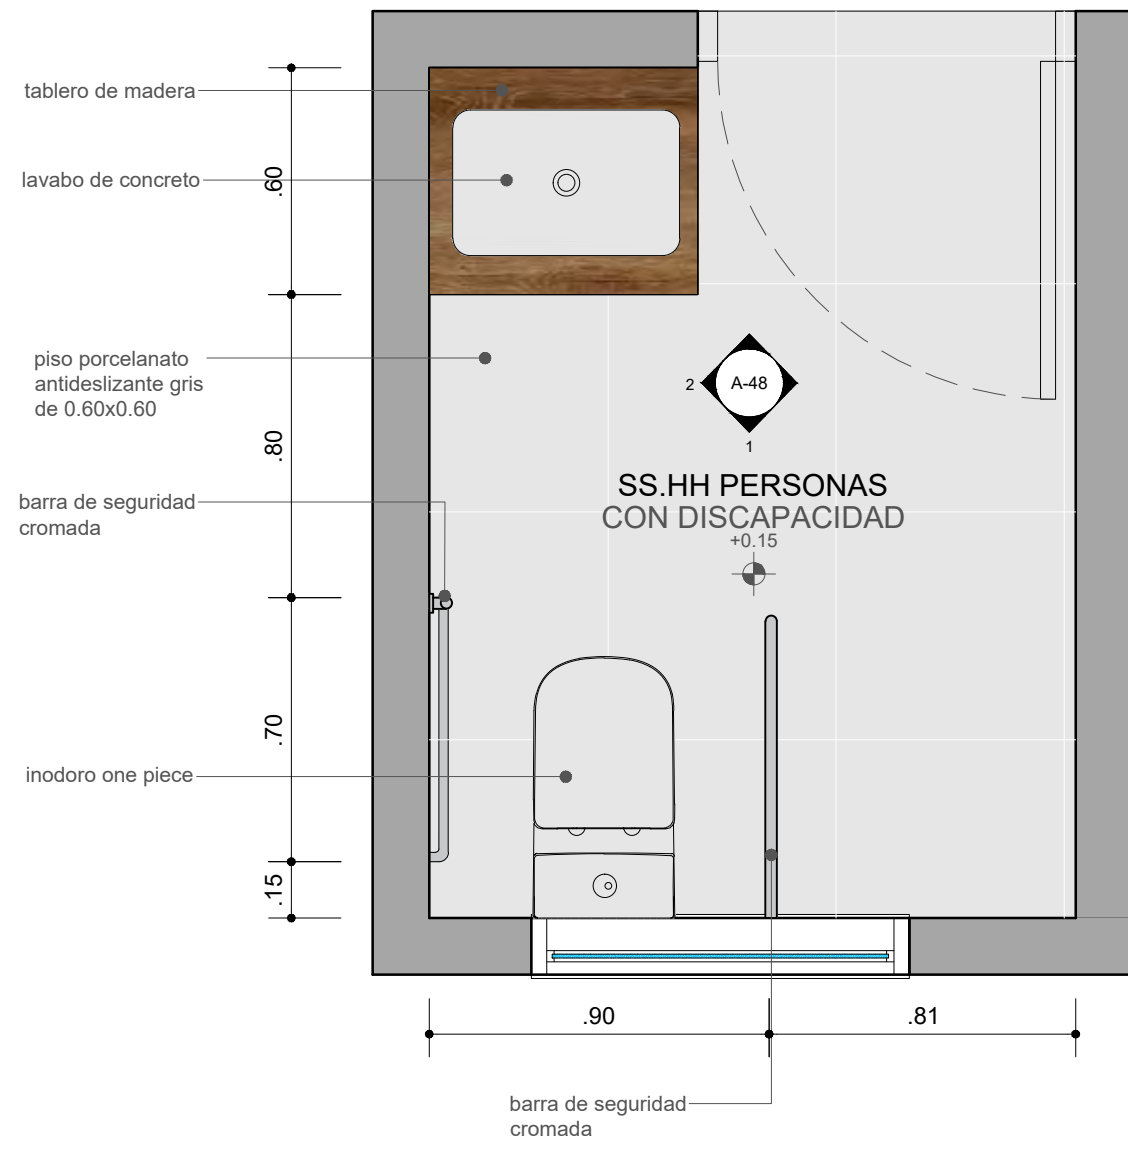 tablero de madera
.60
lavabo de concreto
piso porcelanato
antideslizante gris
de 0.60x0.60
2
A-48
1
.80
SS.HH PERSONAS
CON DISCAPACIDAD
+0.15
barra de seguridad
cromada
.70
inodoro one piece
.15
.90
.81
barra de seguridad
cromada